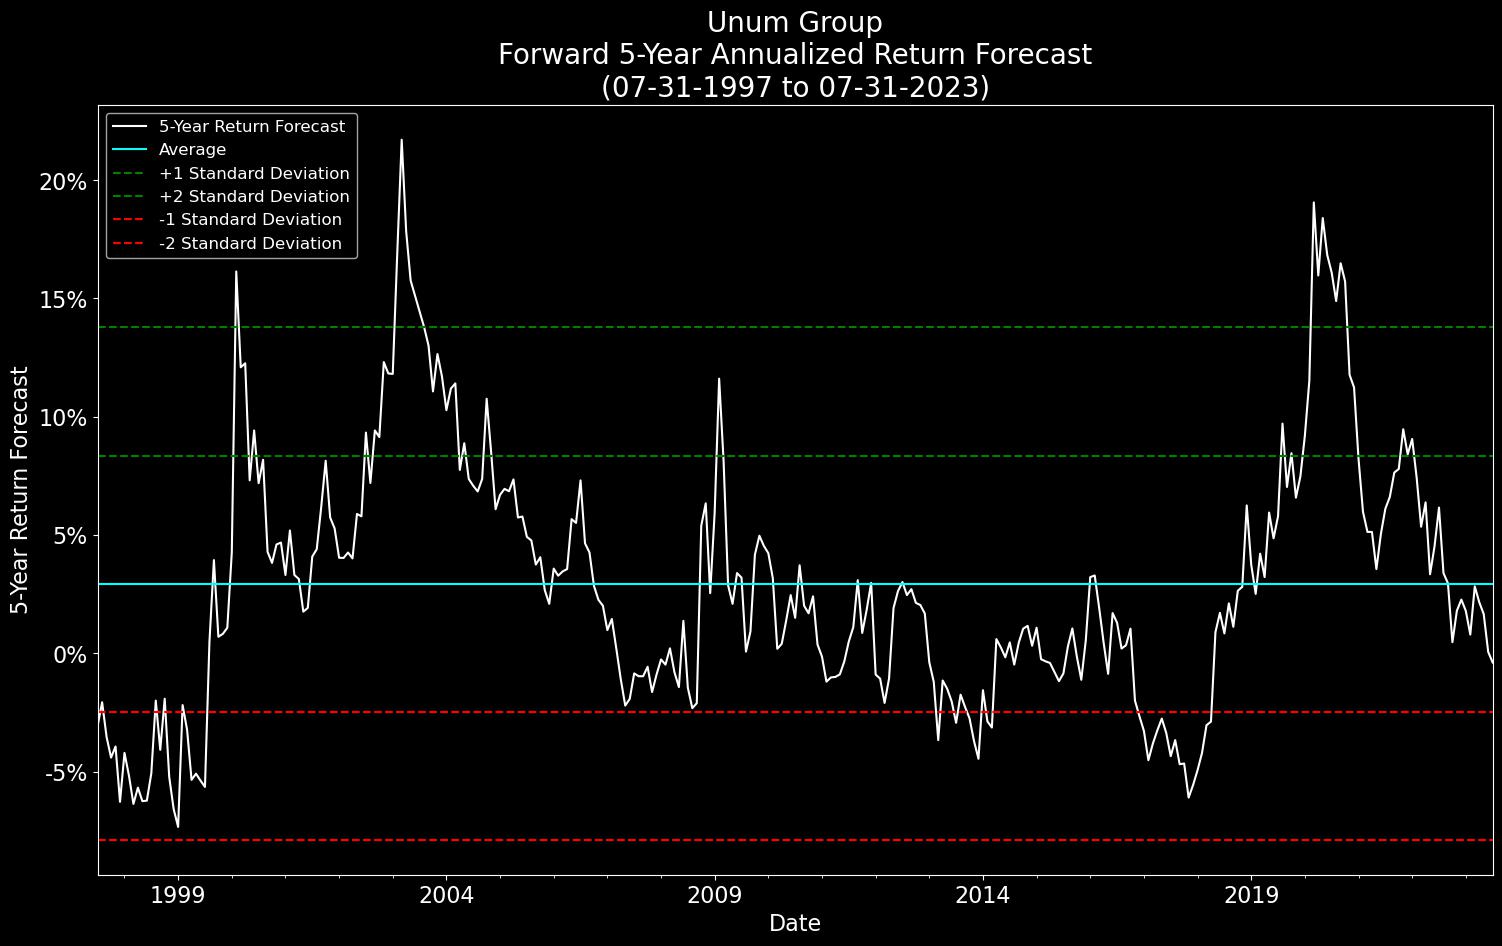 Unum Group
Forward 5-Year Annualized Return Forecast
(07-31-1997 to 07-31-2023)
5-Year Return Forecast
Average
+1 Standard Deviation
+2 Standard Deviation
-1 Standard Deviation
-2 Standard Deviation
20%
15%
10%
5%
0%
-5%
5-Year Return Forecast
1999
2004
2009
2014
2019
Date